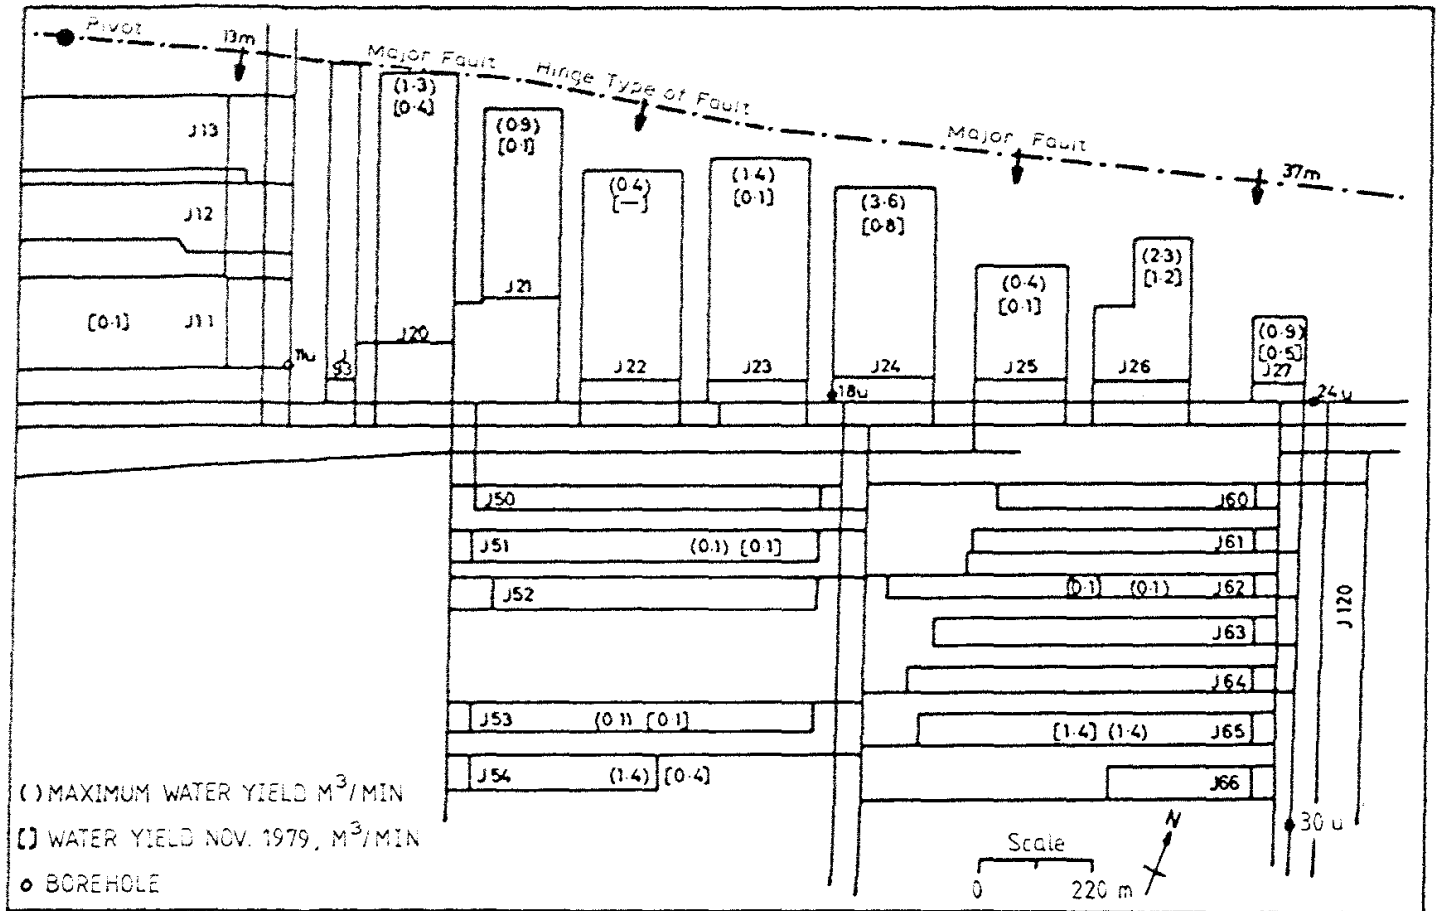 Pivot
13m
Major Fault
Hinge Type of Fault
Major Fault
37m
J13
J12
[0·1] J11
11u
J
93
(1·3)
[0·4]
J20
(0·9)
[0·1]
J21
(0·4)
[—]
J22
(1·4)
[0·1]
J23
(3·6)
[0·8]
J24
18u
(0·4)
[0·1]
J25
(2·3)
[1·2]
J26
(0·9)
[0·5]
J27
24u
J50
J51 (0·1) [0·1]
J52
J53 (0·1) [0·1]
J54 (1·4) [0·4]
J60
J61
(0·1) (0·1) J62
J63
J64
[1·4] (1·4) J65
J66
J120
30 u
( ) MAXIMUM WATER YIELD M³/MIN
[ ] WATER YIELD NOV. 1979, M³/MIN
o BOREHOLE
Scale
0 220 m
N